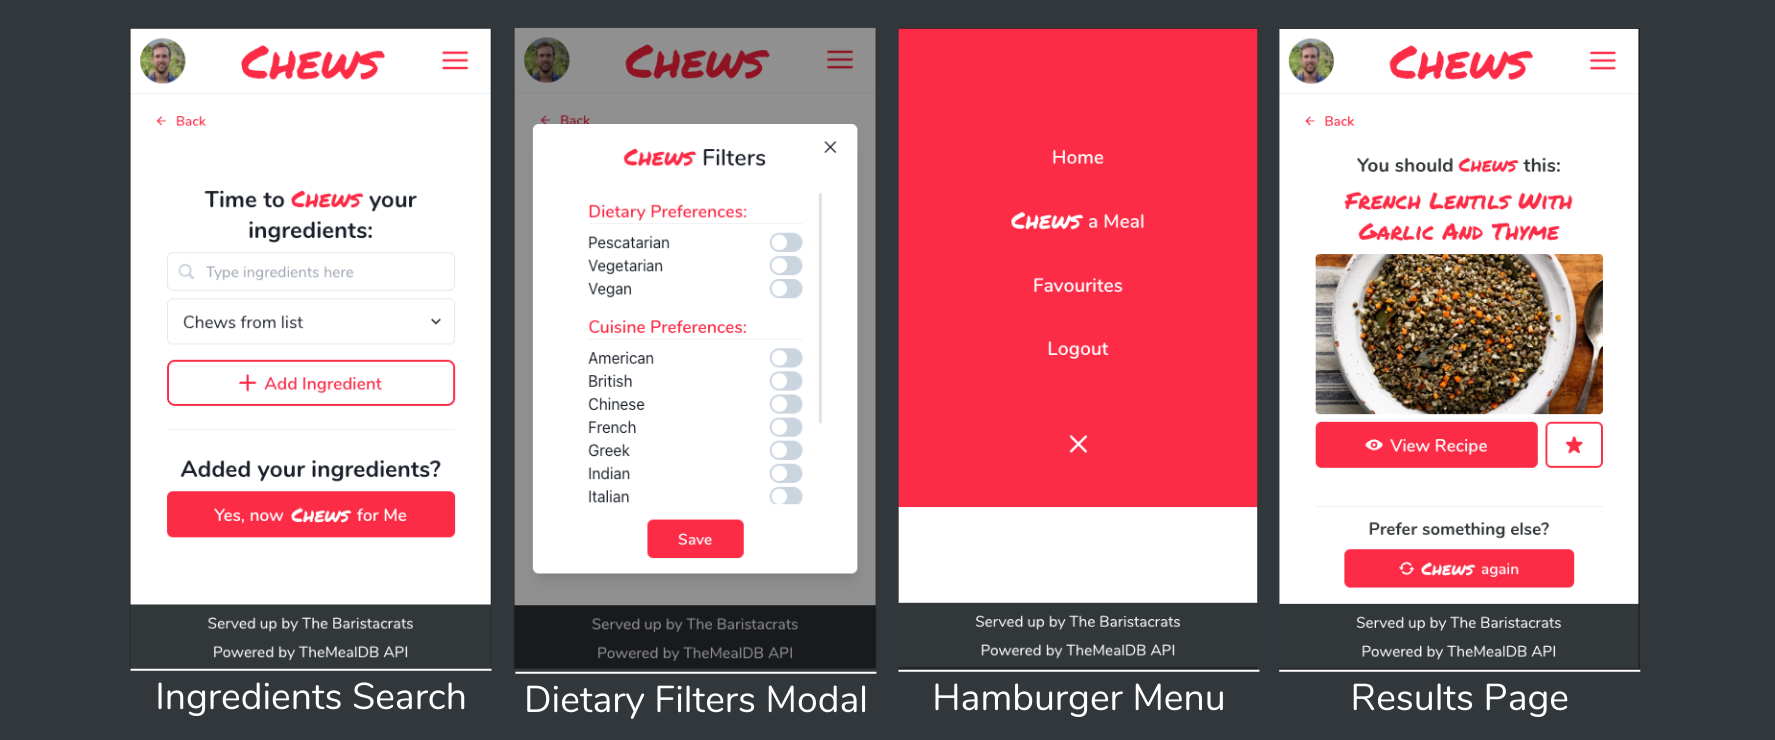 CHEWS
← Back
Time to CHEWS your
ingredients:
Type ingredients here
Chews from list
+ Add Ingredient
Added your ingredients?
Yes, now CHEWS for Me
Served up by The Baristacrats
Powered by TheMealDB API
Ingredients Search
CHEWS
← Back
CHEWS Filters
Dietary Preferences:
Pescatarian
Vegetarian
Vegan
Cuisine Preferences:
American
British
Chinese
French
Greek
Indian
Italian
Save
Served up by The Baristacrats
Powered by TheMealDB API
Dietary Filters Modal
Home
CHEWS a Meal
Favourites
Logout
Served up by The Baristacrats
Powered by TheMealDB API
Hamburger Menu
CHEWS
← Back
You should CHEWS this:
FRENCH LENTILS WITH
GARLIC AND THYME
View Recipe
Prefer something else?
CHEWS again
Served up by The Baristacrats
Powered by TheMealDB API
Results Page